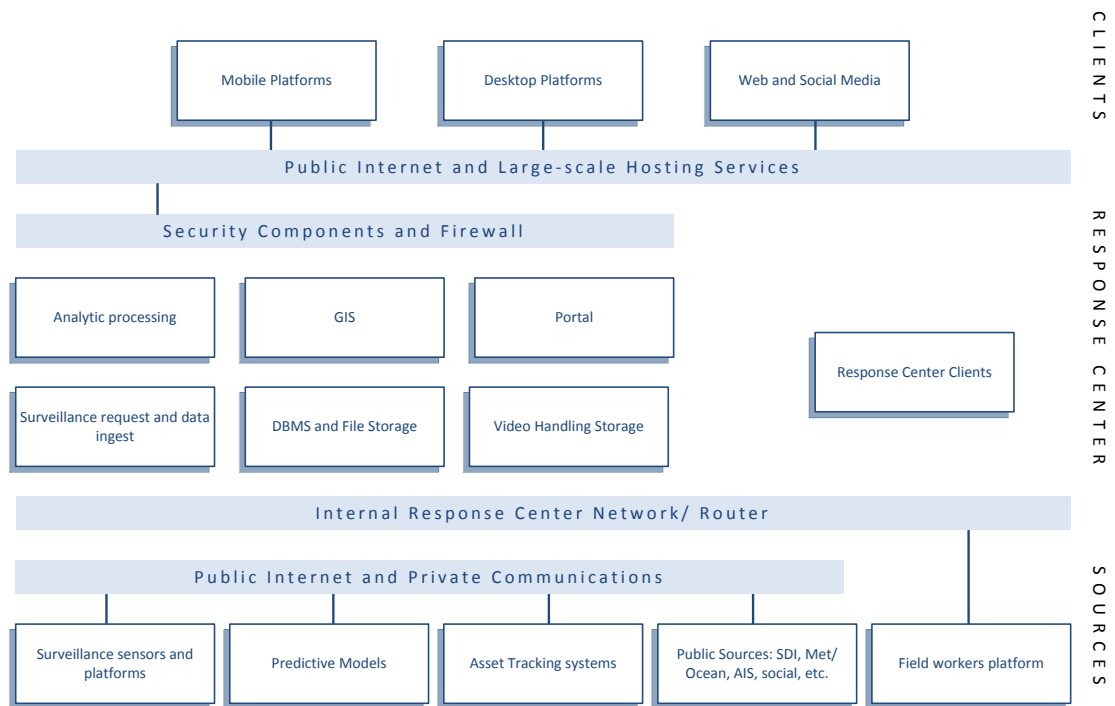 CLIENTS
Mobile Platforms
Desktop Platforms
Web and Social Media
Public Internet and Large-scale Hosting Services
RESPONSE CENTER
Security Components and Firewall
Analytic processing
GIS
Portal
Response Center Clients
Surveillance request and data
ingest
DBMS and File Storage
Video Handling Storage
Internal Response Center Network/ Router
SOURCES
Public Internet and Private Communications
Surveillance sensors and
platforms
Predictive Models
Asset Tracking systems
Public Sources: SDI, Met/
Ocean, AIS, social, etc.
Field workers platform